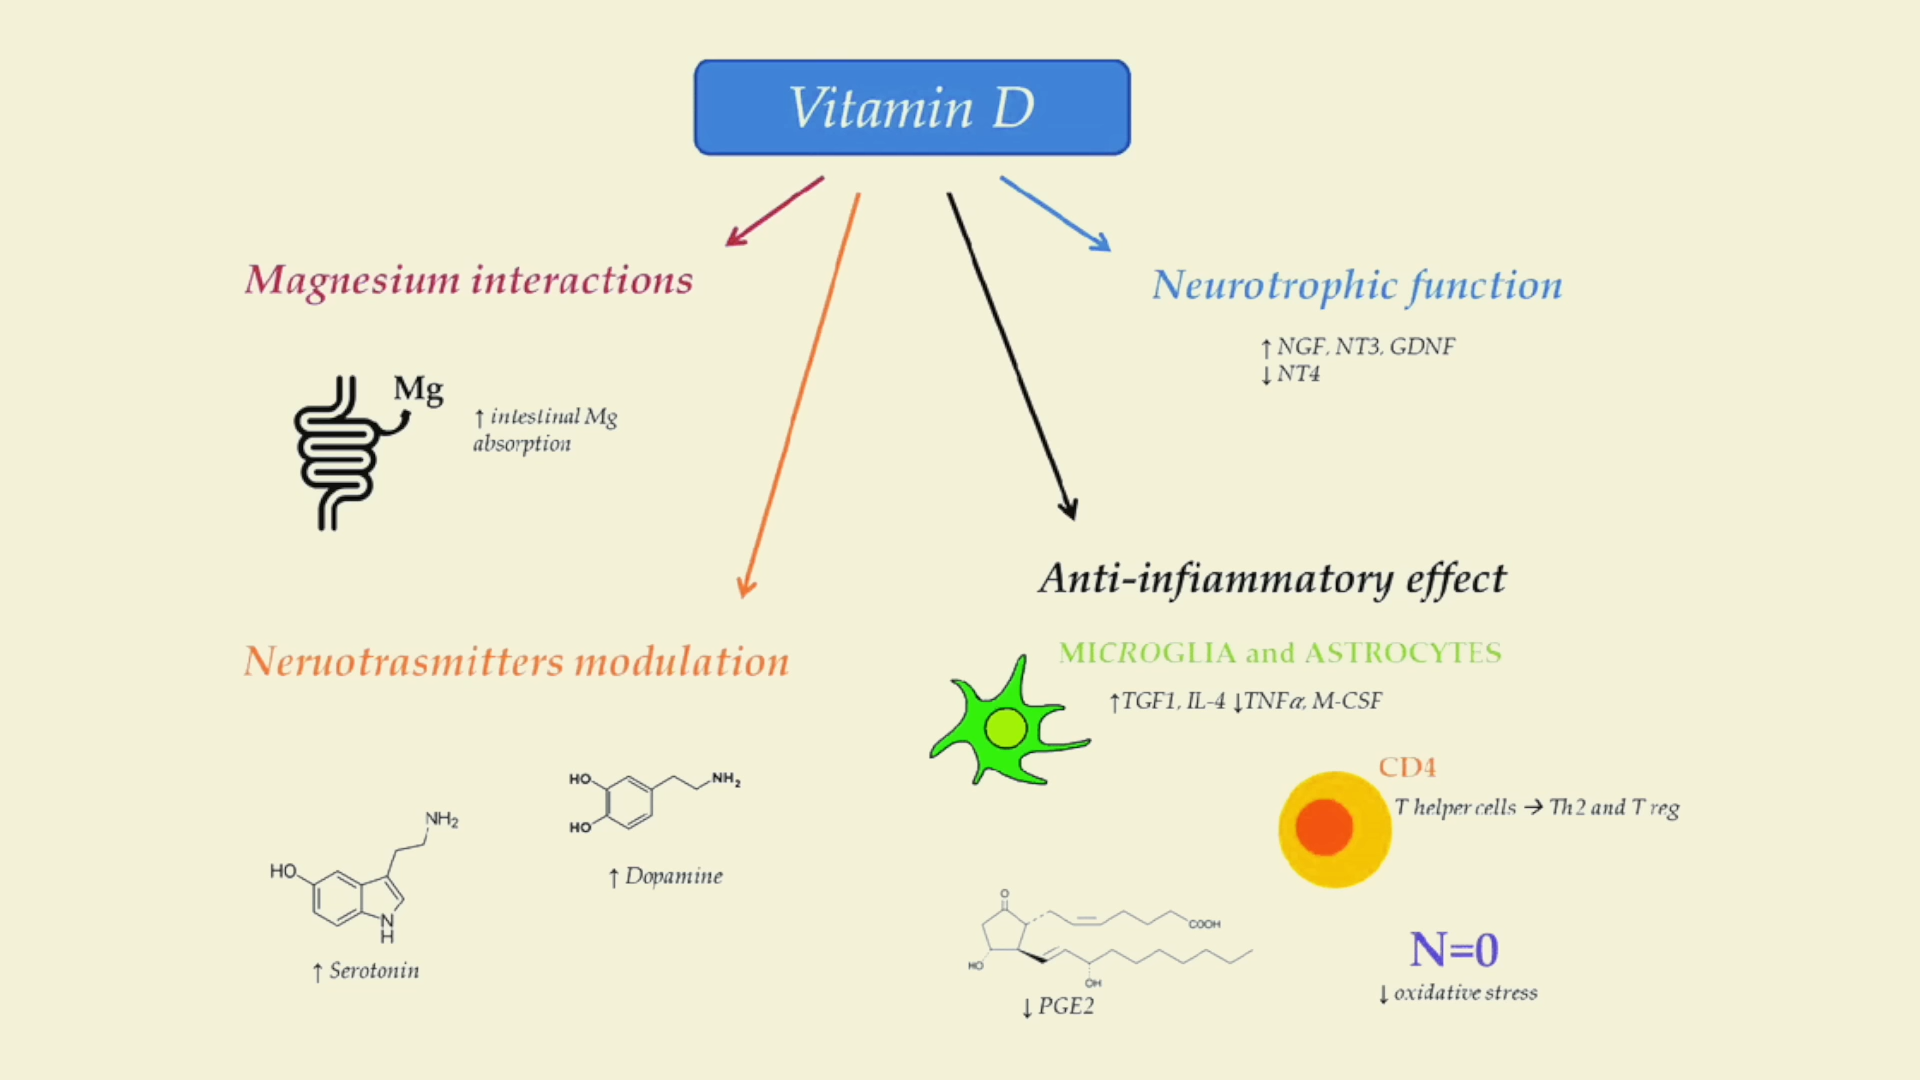 Vitamin D
Magnesium interactions
Mg
↑ intestinal Mg
absorption
Neurotrophic function
↑ NGF, NT3, GDNF
↓ NT4
Neruotrasmitters modulation
HO
NH₂
HO
↑ Dopamine
NH₂
HO
N
H
↑ Serotonin
Anti-infiammatory effect
MICROGLIA and ASTROCYTES
↑TGF1, IL-4 ↓TNFα, M-CSF
CD4
T helper cells → Th2 and T reg
O
COOH
HO
OH
↓ PGE2
N=0
↓ oxidative stress